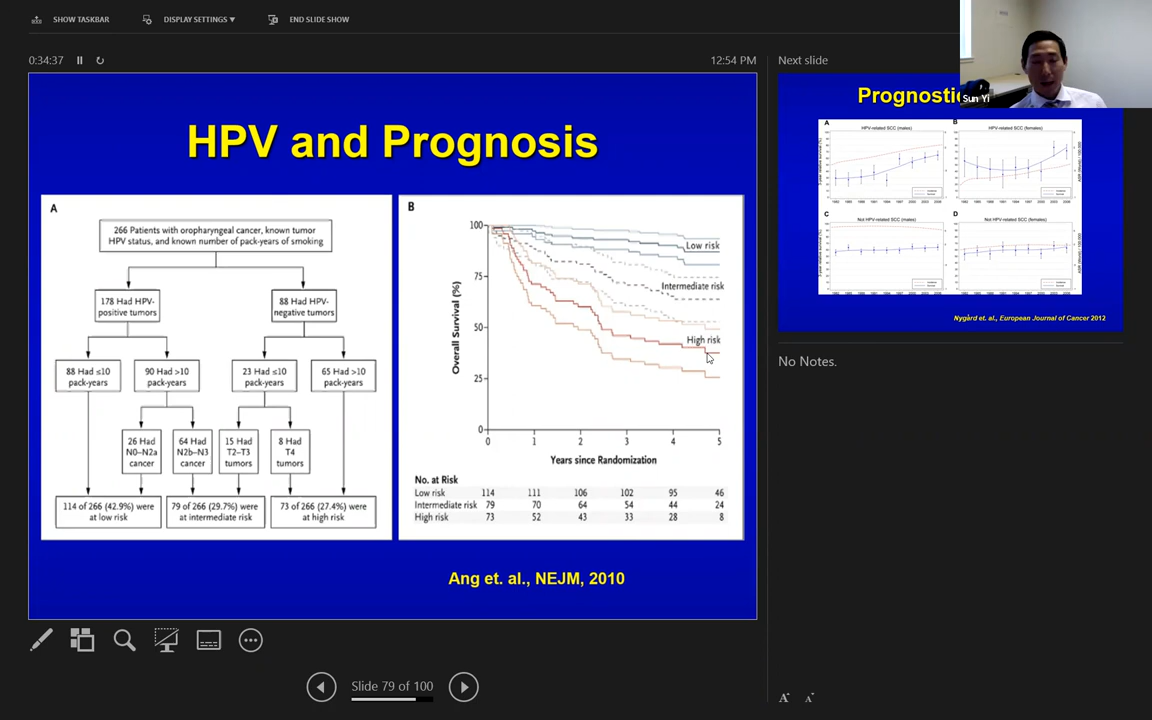 SHOW TASKBAR
DISPLAY SETTINGS ▼
END SLIDE SHOW
0:34:37
12:54 PM
HPV and Prognosis
A
266 Patients with oropharyngeal cancer, known tumor
HPV status, and known number of pack-years of smoking
178 Had HPV-
positive tumors
88 Had HPV-
negative tumors
88 Had ≤10
pack-years
90 Had >10
pack-years
23 Had ≤10
pack-years
65 Had >10
pack-years
26 Had
N0–N2a
cancer
64 Had
N2b–N3
cancer
15 Had
T2–T3
tumors
8 Had
T4
tumors
114 of 266 (42.9%) were
at low risk
79 of 266 (29.7%) were
at intermediate risk
73 of 266 (27.4%) were
at high risk
B
Overall Survival (%)
100
75
50
25
0
Low risk
Intermediate risk
High risk
0 1 2 3 4 5
Years since Randomization
No. at Risk
Low risk 114 111 106 102 95 46
Intermediate risk 79 70 64 54 44 24
High risk 73 52 43 33 28 8
Ang et. al., NEJM, 2010
Slide 79 of 100
Next slide
Sun Yi
A
HPV-related SCC (males)
B
HPV-related SCC (females)
C
Not HPV-related SCC (males)
D
Not HPV-related SCC (females)
Nygård et. al., European Journal of Cancer 2012
No Notes.
A A